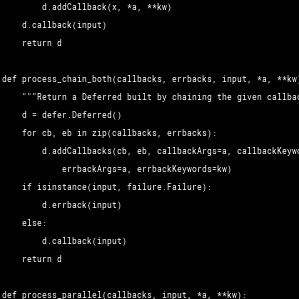 d.addCallback(x, *a, **kw)
d.callback(input)
return d
def process_chain_both(callbacks, errbacks, input, *a, **kw)
"""Return a Deferred built by chaining the given
d = defer.Deferred()
for cb, eb in zip(callbacks, errbacks):
d.addCallbacks(cb, eb, callbackArgs=a,
errbackArgs=a, errbackKeywords=kw)
if isinstance(input, failure.Failure):
d.errback(input)
else:
d.callback(input)
return d
def process_parallel(callbacks, input, *a, **kw):